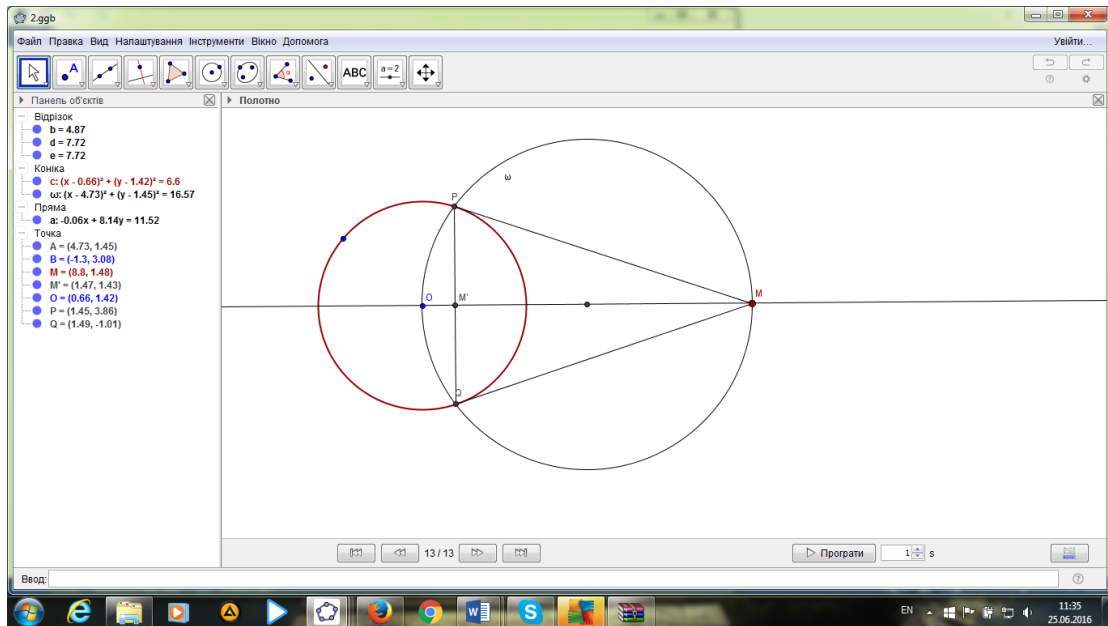 2.ggb
Файл Правка Вид Налаштування Інструменти Вікно Допомога
Увійти...
ABC
a = 2
Панель об'єктів
Полотно
Відрізок
b = 4.87
d = 7.72
e = 7.72
Коніка
c: (x - 0.66)² + (y - 1.42)² = 6.6
ω: (x - 4.73)² + (y - 1.45)² = 16.57
Пряма
a: -0.06x + 8.14y = 11.52
Точка
A = (4.73, 1.45)
B = (-1.3, 3.08)
M = (8.8, 1.48)
M' = (1.47, 1.43)
O = (0.66, 1.42)
P = (1.45, 3.86)
Q = (1.49, -1.01)
ω
P
O
M'
M
Q
13 / 13
Програти
1
s
Ввод:
EN
11:35
25.06.2016